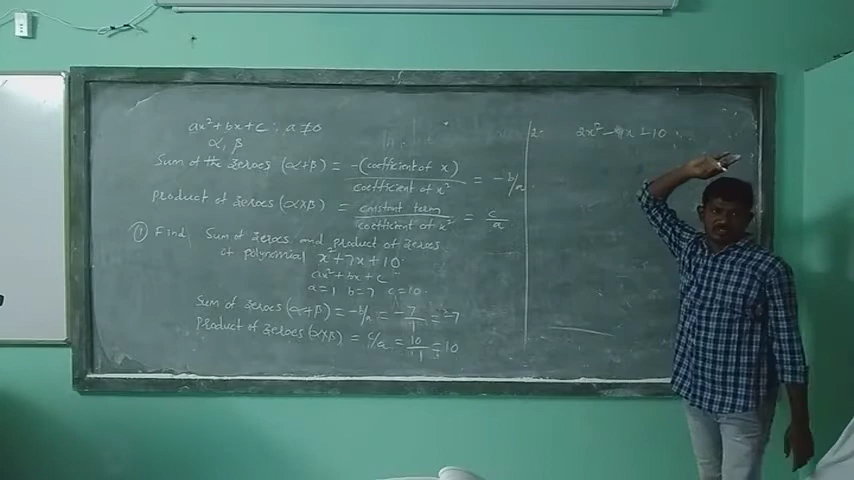 ax²+bx+c ; a≠0
α, β
Sum of the zeroes (α+β) = -(coefficient of x) / coefficient of x² = -b/a
Product of zeroes (α×β) = constant term / coefficient of x² = c/a
① Find Sum of zeroes and product of zeroes
of polynomial x²+7x+10.
ax²+bx+c
a=1 b=7 c=10.
Sum of zeroes (α+β) = -b/a = -7/1 = -7
Product of zeroes (α×β) = c/a = 10/1 = 10
2. 2x² -